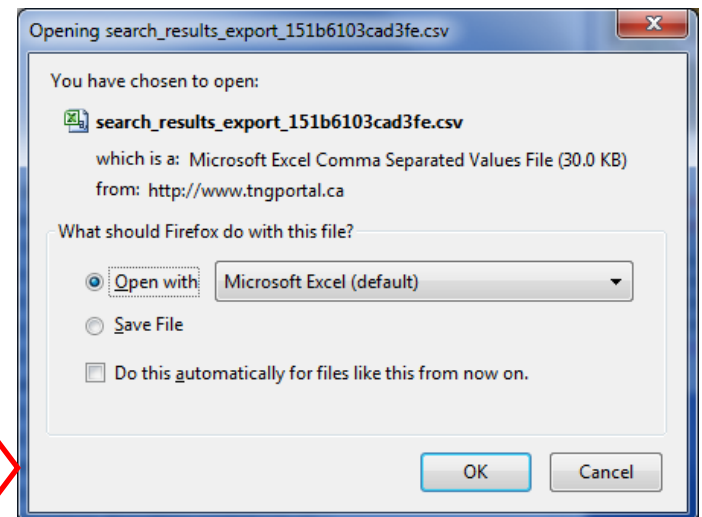 Opening search_results_export_151b6103cad3fe.csv
You have chosen to open:
search_results_export_151b6103cad3fe.csv
which is a: Microsoft Excel Comma Separated Values File (30.0 KB)
from: http://www.tngportal.ca
What should Firefox do with this file?
Open with Microsoft Excel (default)
Save File
Do this automatically for files like this from now on.
OK Cancel